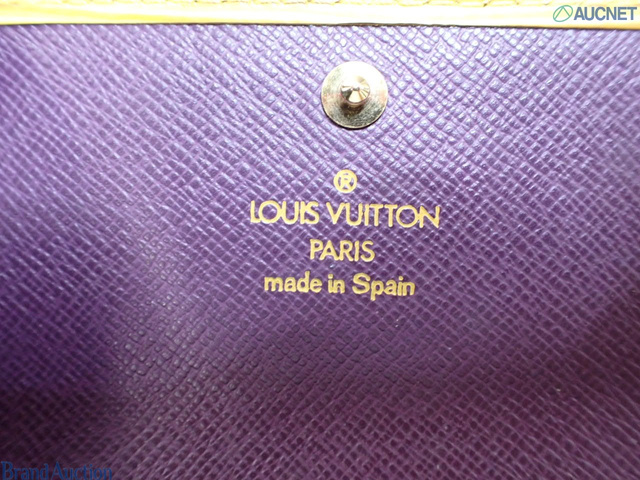 AUCNET
®
LOUIS VUITTON
PARIS
made in Spain
Brand Auction